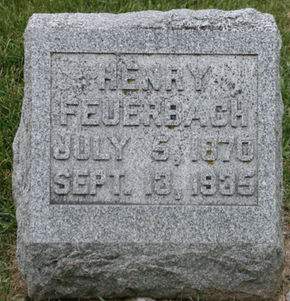 HENRY
FEUERBACH
JULY 5, 1870
SEPT. 13, 1935